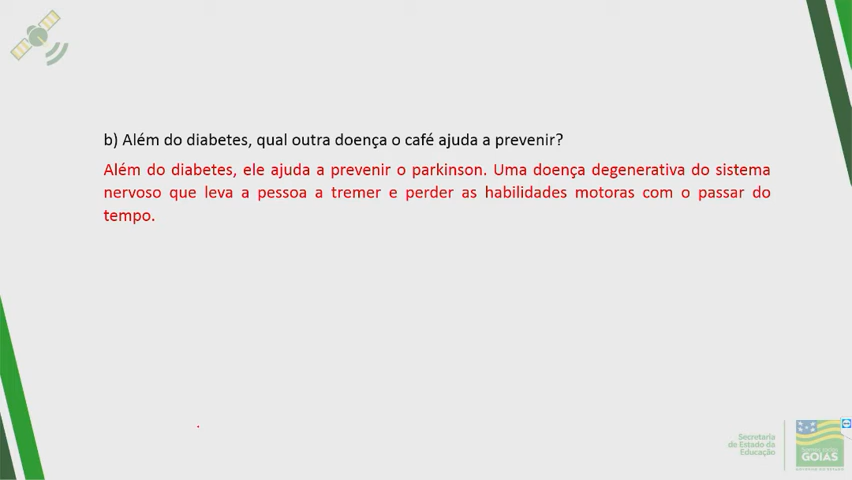 b) Além do diabetes, qual outra doença o café ajuda a prevenir?
Além do diabetes, ele ajuda a prevenir o parkinson. Uma doença degenerativa do sistema
nervoso que leva a pessoa a tremer e perder as habilidades motoras com o passar do
tempo.
Secretaria
de Estado da
Educação
GOIÁS